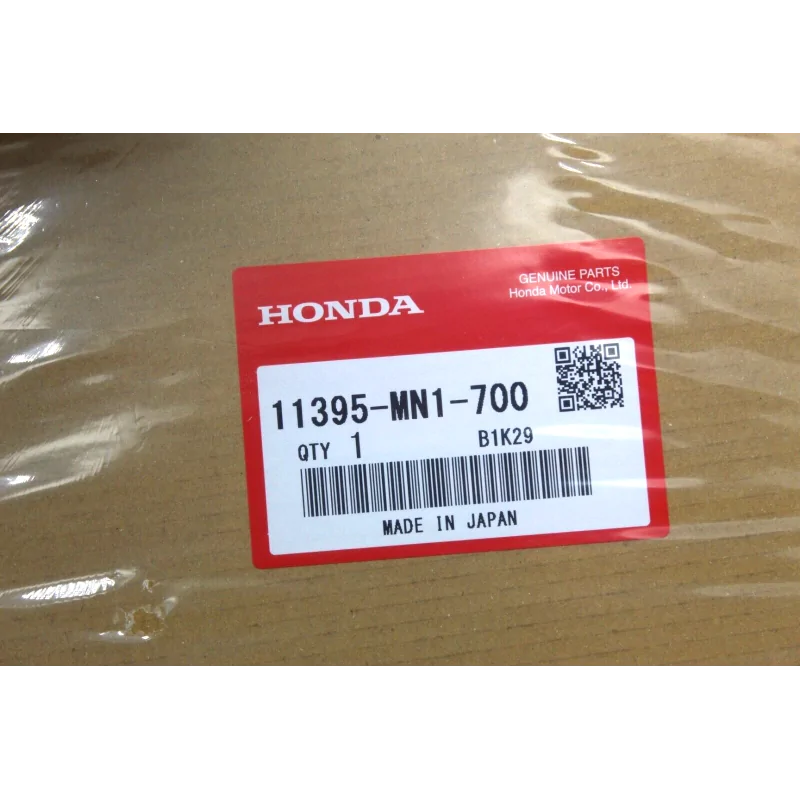 HONDA
GENUINE PARTS
Honda Motor Co., Ltd.
11395-MN1-700
QTY 1 B1K29
MADE IN JAPAN